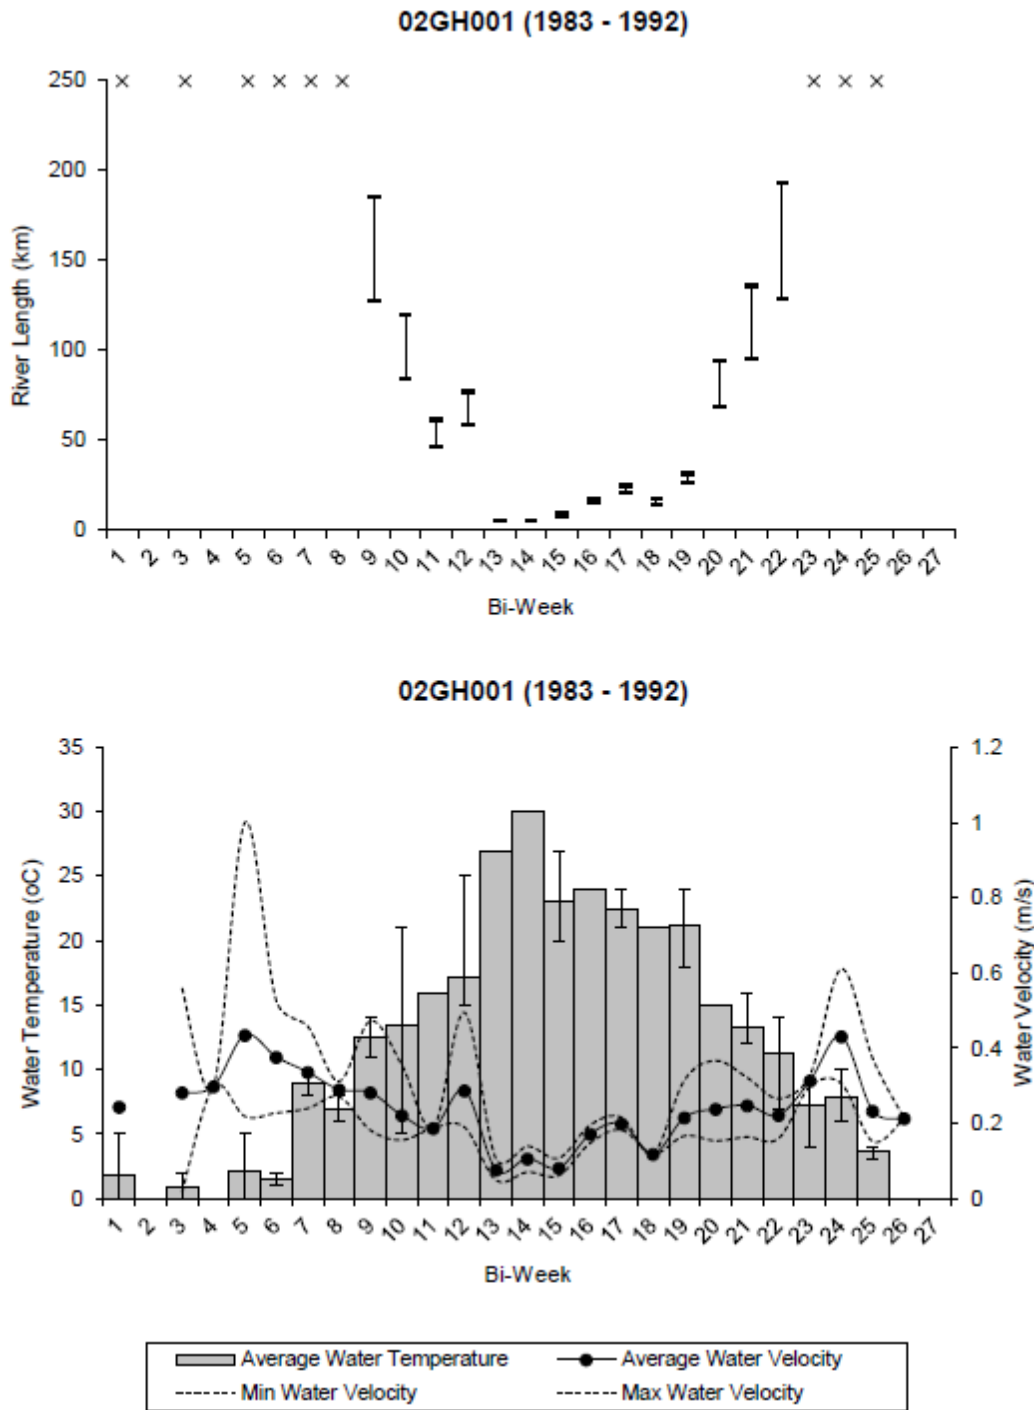 02GH001 (1983 - 1992)
250
200
150
100
50
0
River Length (km)
1 2 3 4 5 6 7 8 9 10 11 12 13 14 15 16 17 18 19 20 21 22 23 24 25 26 27
Bi-Week
02GH001 (1983 - 1992)
35
30
25
20
15
10
5
0
Water Temperature (oC)
1.2
1
0.8
0.6
0.4
0.2
0
Water Velocity (m/s)
1 2 3 4 5 6 7 8 9 10 11 12 13 14 15 16 17 18 19 20 21 22 23 24 25 26 27
Bi-Week
Average Water Temperature
Average Water Velocity
Min Water Velocity
Max Water Velocity